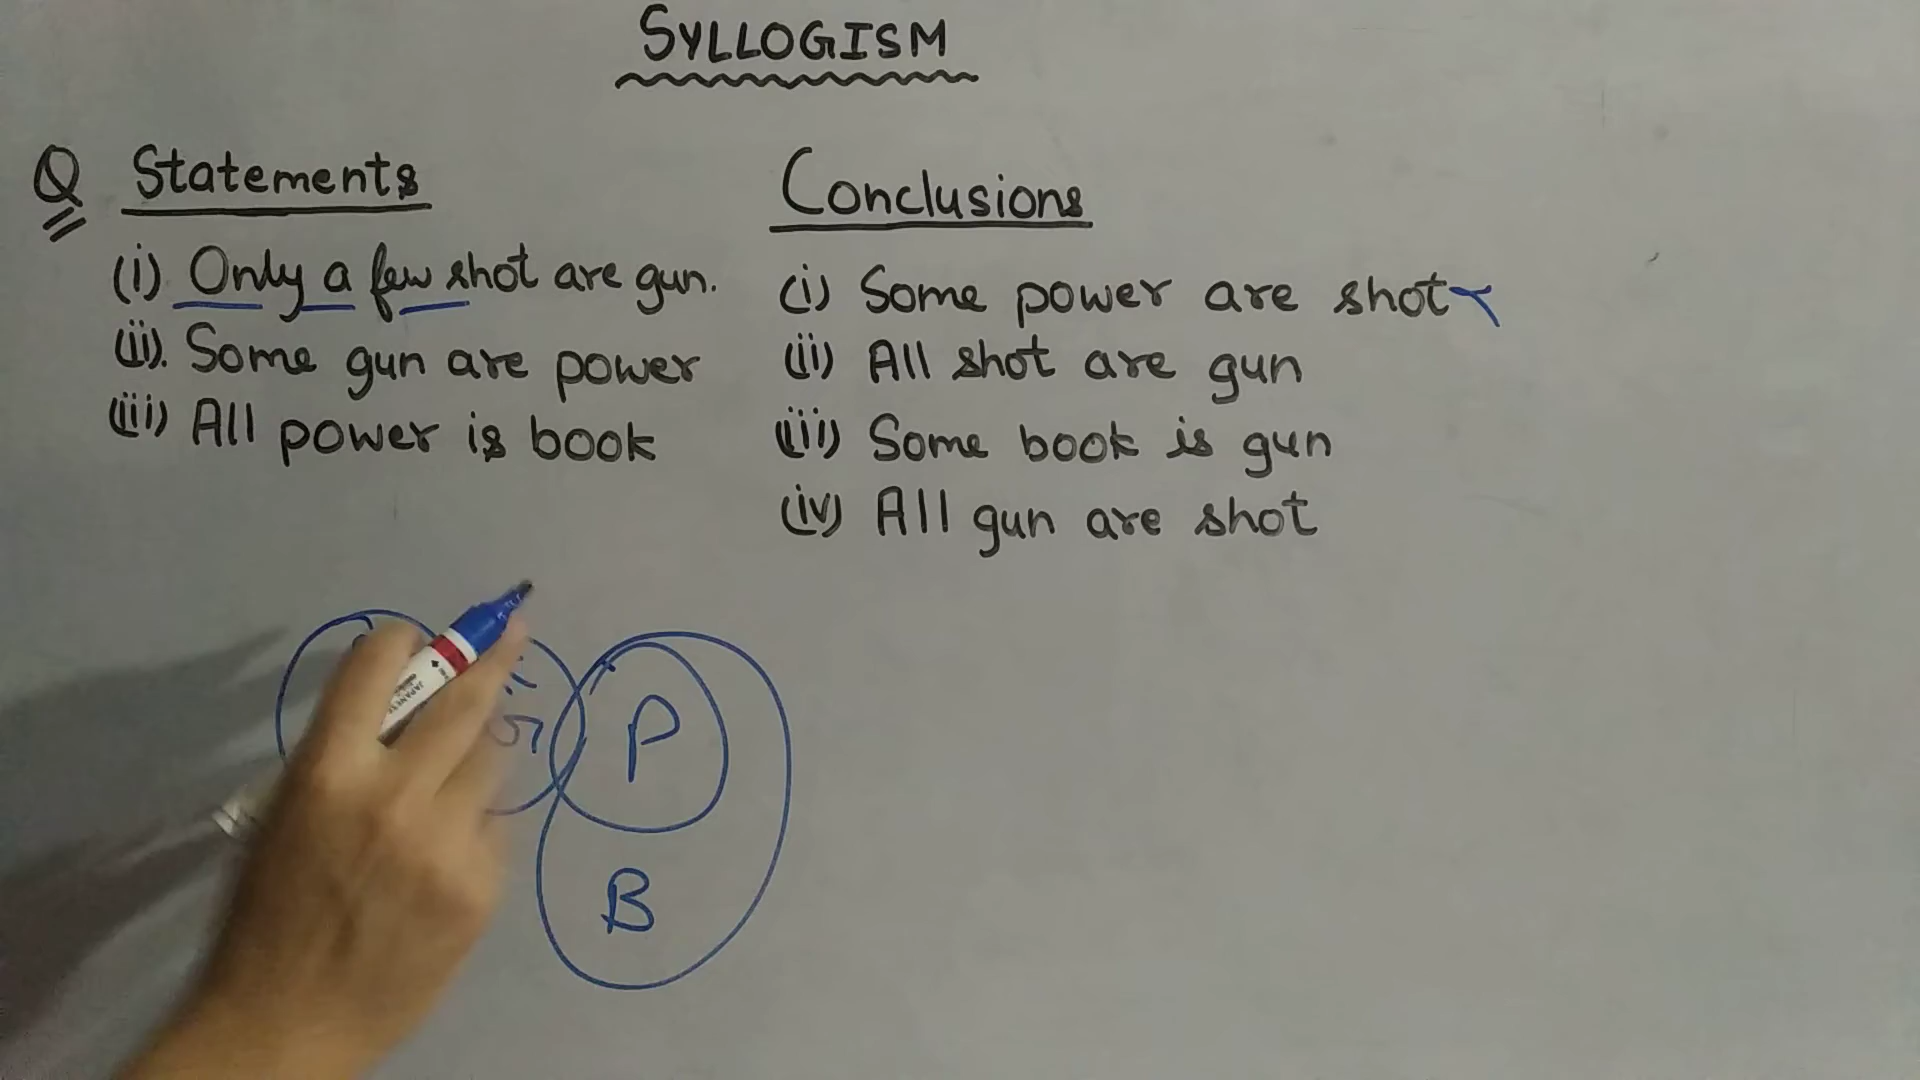 SYLLOGISM
Q Statements
(i) Only a few shot are gun.
(ii). Some gun are power
(iii) All power is book
Conclusions
(i) Some power are shot
(ii) All shot are gun
(iii) Some book is gun
(iv) All gun are shot
G
P
B